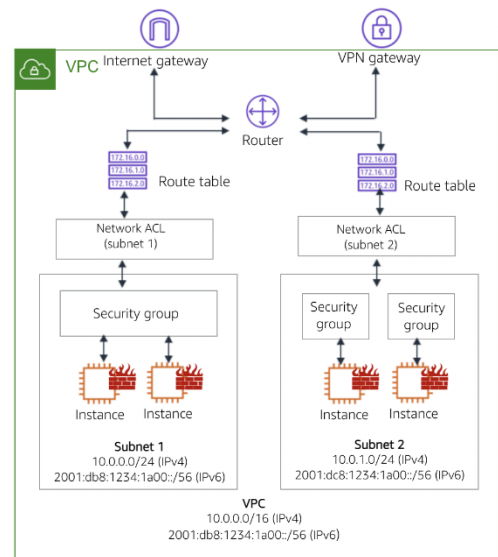 Internet gateway
VPN gateway
VPC
Router
172.16.0.0
172.16.1.0
172.16.2.0
Route table
172.16.0.0
172.16.1.0
172.16.2.0
Route table
Network ACL
(subnet 1)
Network ACL
(subnet 2)
Security group
Security
group
Security
group
Instance
Instance
Instance
Instance
Subnet 1
10.0.0.0/24 (IPv4)
2001:db8:1234:1a00::/56 (IPv6)
Subnet 2
10.0.1.0/24 (IPv4)
2001:dc8:1234:1a00::/56 (IPv6)
VPC
10.0.0.0/16 (IPv4)
2001:db8:1234:1a00::/56 (IPv6)